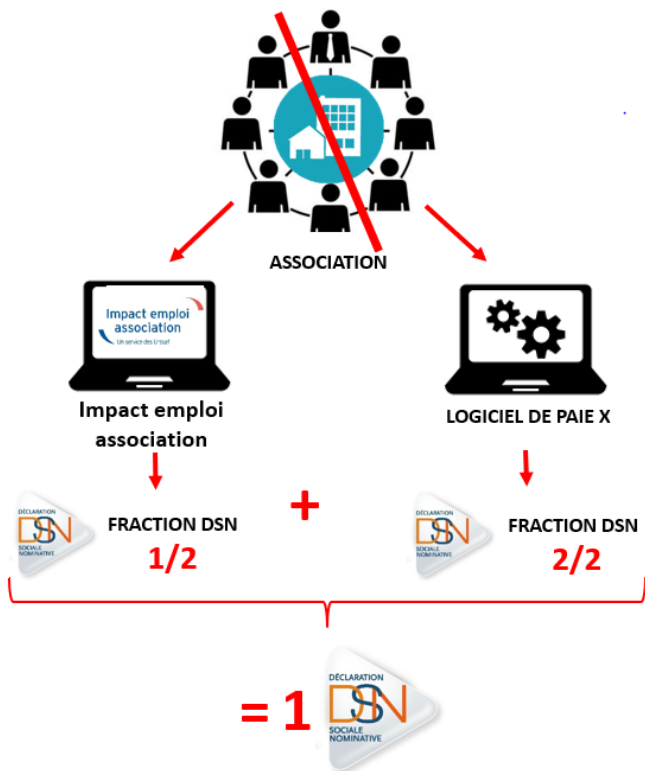 ASSOCIATION
Impact emploi
association
Un service des Urssaf
Impact emploi
association
LOGICIEL DE PAIE X
DÉCLARATION
DSN
SOCIALE
NOMINATIVE
FRACTION DSN
1/2
+
DÉCLARATION
DSN
SOCIALE
NOMINATIVE
FRACTION DSN
2/2
= 1
DÉCLARATION
DSN
SOCIALE
NOMINATIVE